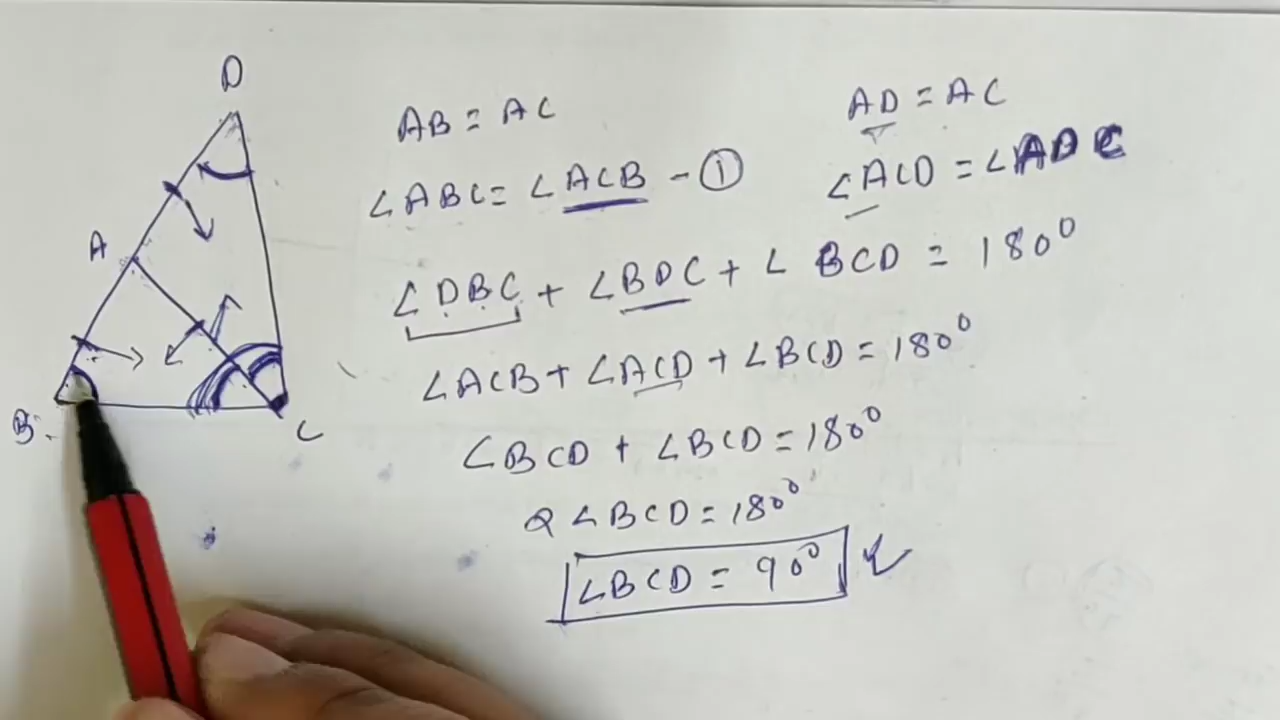 D
A
B
C
AB = AC
AD = AC
∠ABC = ∠ACB - ①
∠ACD = ∠ADC
∠DBC + ∠BDC + ∠BCD = 180°
∠ACB + ∠ACD + ∠BCD = 180°
∠BCD + ∠BCD = 180°
2∠BCD = 180°
∠BCD = 90°